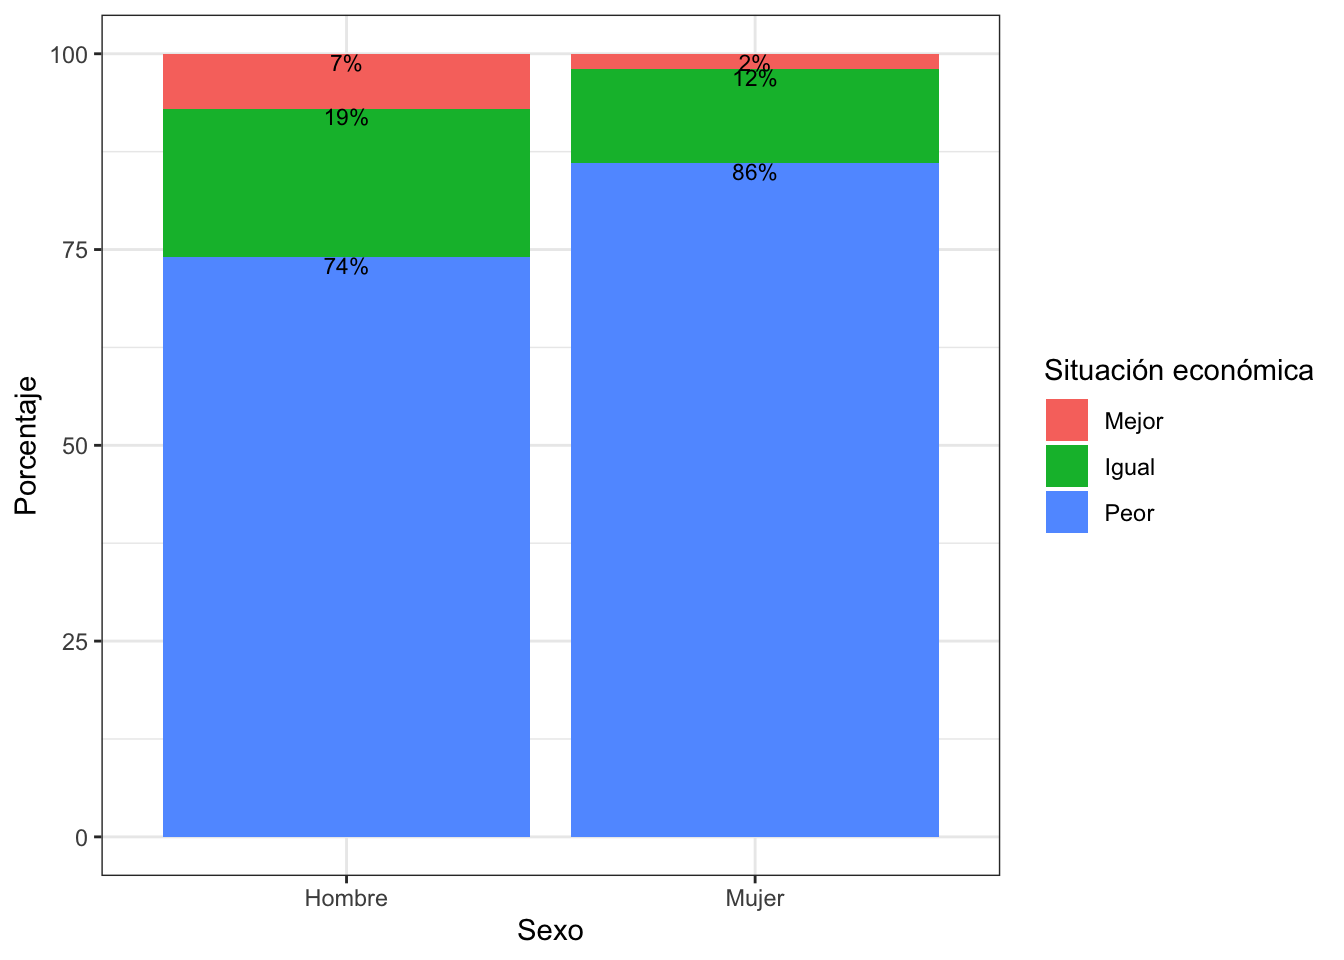 100
75
50
25
0
Porcentaje
7%
19%
74%
2%
12%
86%
Hombre
Mujer
Sexo
Situación económica
Mejor
Igual
Peor